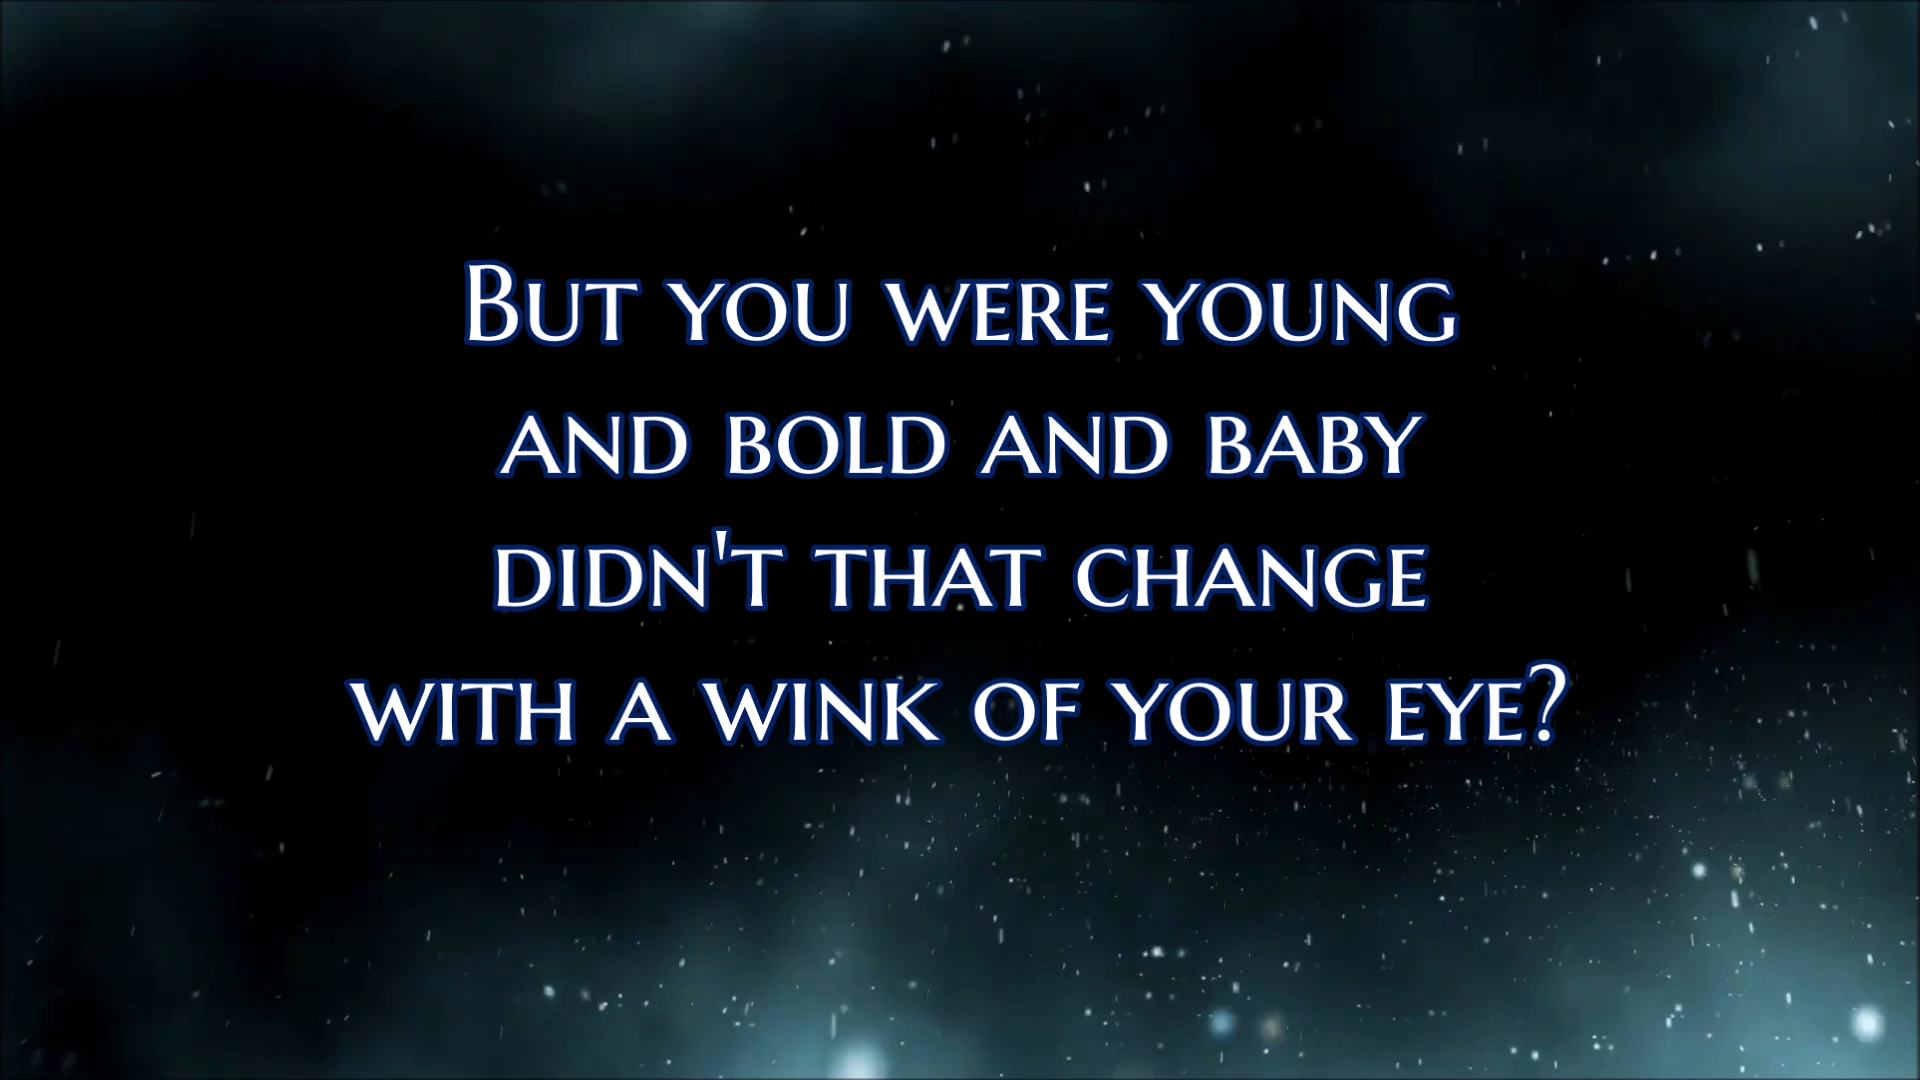 But you were young
and bold and baby
didn't that change
with a wink of your eye?